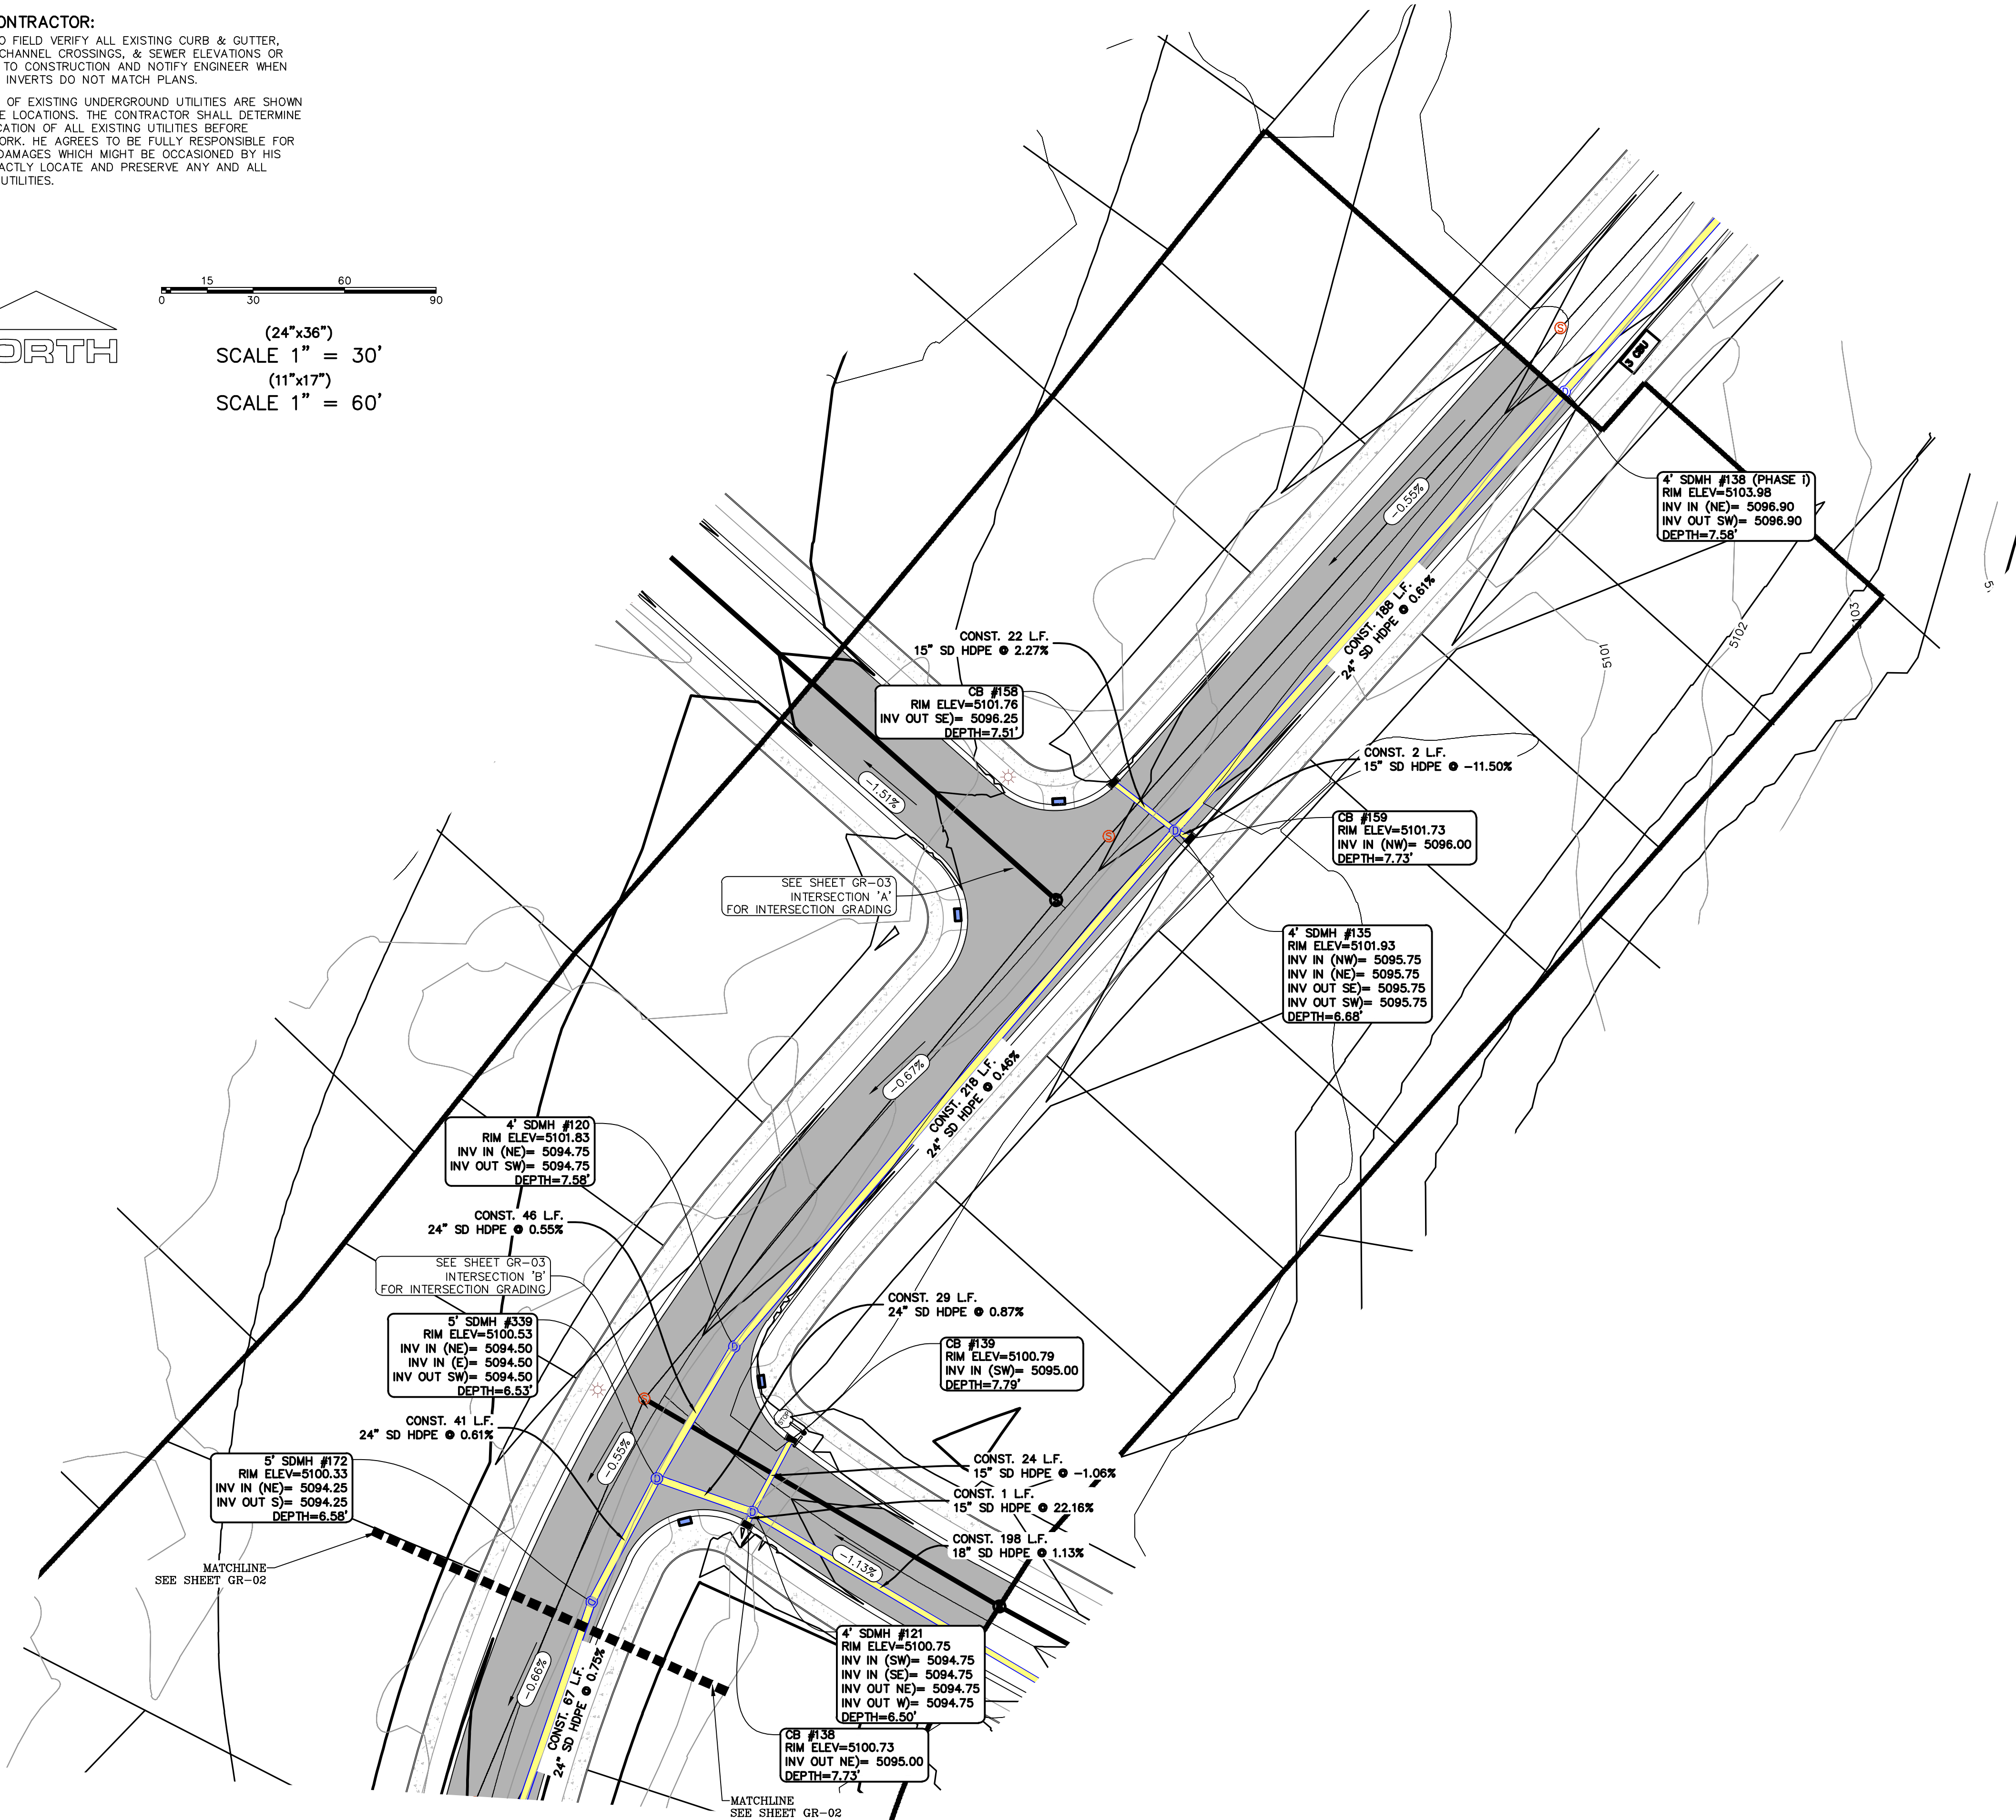 ONTRACTOR:
O FIELD VERIFY ALL EXISTING CURB & GUTTER,
CHANNEL CROSSINGS, & SEWER ELEVATIONS OR
TO CONSTRUCTION AND NOTIFY ENGINEER WHEN
INVERTS DO NOT MATCH PLANS.
OF EXISTING UNDERGROUND UTILITIES ARE SHOWN
E LOCATIONS. THE CONTRACTOR SHALL DETERMINE
CATION OF ALL EXISTING UTILITIES BEFORE
ORK. HE AGREES TO BE FULLY RESPONSIBLE FOR
DAMAGES WHICH MIGHT BE OCCASIONED BY HIS
ACTLY LOCATE AND PRESERVE ANY AND ALL
UTILITIES.
15 60
0 30 90
ORTH
(24"x36")
SCALE 1" = 30'
(11"x17")
SCALE 1" = 60'
S
3 CBU
D
4' SDMH #138 (PHASE i)
RIM ELEV=5103.98
INV IN (NE)= 5096.90
INV OUT SW)= 5096.90
DEPTH=7.58'
-0.55%
CONST. 188 L.F.
24" SD HDPE @ 0.61%
5101
5102
5103
5
CONST. 22 L.F.
15" SD HDPE @ 2.27%
CB #158
RIM ELEV=5101.76
INV OUT SE)= 5096.25
DEPTH=7.51'
-1.51%
CONST. 2 L.F.
15" SD HDPE @ -11.50%
CB #159
RIM ELEV=5101.73
INV IN (NW)= 5096.00
DEPTH=7.73'
S
D
SEE SHEET GR-03
INTERSECTION 'A'
FOR INTERSECTION GRADING
4' SDMH #135
RIM ELEV=5101.93
INV IN (NW)= 5095.75
INV IN (NE)= 5095.75
INV OUT SE)= 5095.75
INV OUT SW)= 5095.75
DEPTH=6.68'
-0.67%
CONST. 218 L.F.
24" SD HDPE @ 0.46%
4' SDMH #120
RIM ELEV=5101.83
INV IN (NE)= 5094.75
INV OUT SW)= 5094.75
DEPTH=7.58'
CONST. 46 L.F.
24" SD HDPE @ 0.55%
SEE SHEET GR-03
INTERSECTION 'B'
FOR INTERSECTION GRADING
CONST. 29 L.F.
24" SD HDPE @ 0.87%
D
5' SDMH #339
RIM ELEV=5100.53
INV IN (NE)= 5094.50
INV IN (E)= 5094.50
INV OUT SW)= 5094.50
DEPTH=6.53'
CB #139
RIM ELEV=5100.79
INV IN (SW)= 5095.00
DEPTH=7.79'
S
STOP
CONST. 41 L.F.
24" SD HDPE @ 0.61%
-0.55%
5' SDMH #172
RIM ELEV=5100.33
INV IN (NE)= 5094.25
INV OUT S)= 5094.25
DEPTH=6.58'
D
D
CONST. 24 L.F.
15" SD HDPE @ -1.06%
CONST. 1 L.F.
15" SD HDPE @ 22.16%
CONST. 198 L.F.
18" SD HDPE @ 1.13%
-1.13%
MATCHLINE
SEE SHEET GR-02
D
-0.66%
CONST. 67 L.F.
24" SD HDPE @ 0.75%
4' SDMH #121
RIM ELEV=5100.75
INV IN (SW)= 5094.75
INV IN (SE)= 5094.75
INV OUT NE)= 5094.75
INV OUT W)= 5094.75
DEPTH=6.50'
CB #138
RIM ELEV=5100.73
INV OUT NE)= 5095.00
DEPTH=7.73'
MATCHLINE
SEE SHEET GR-02